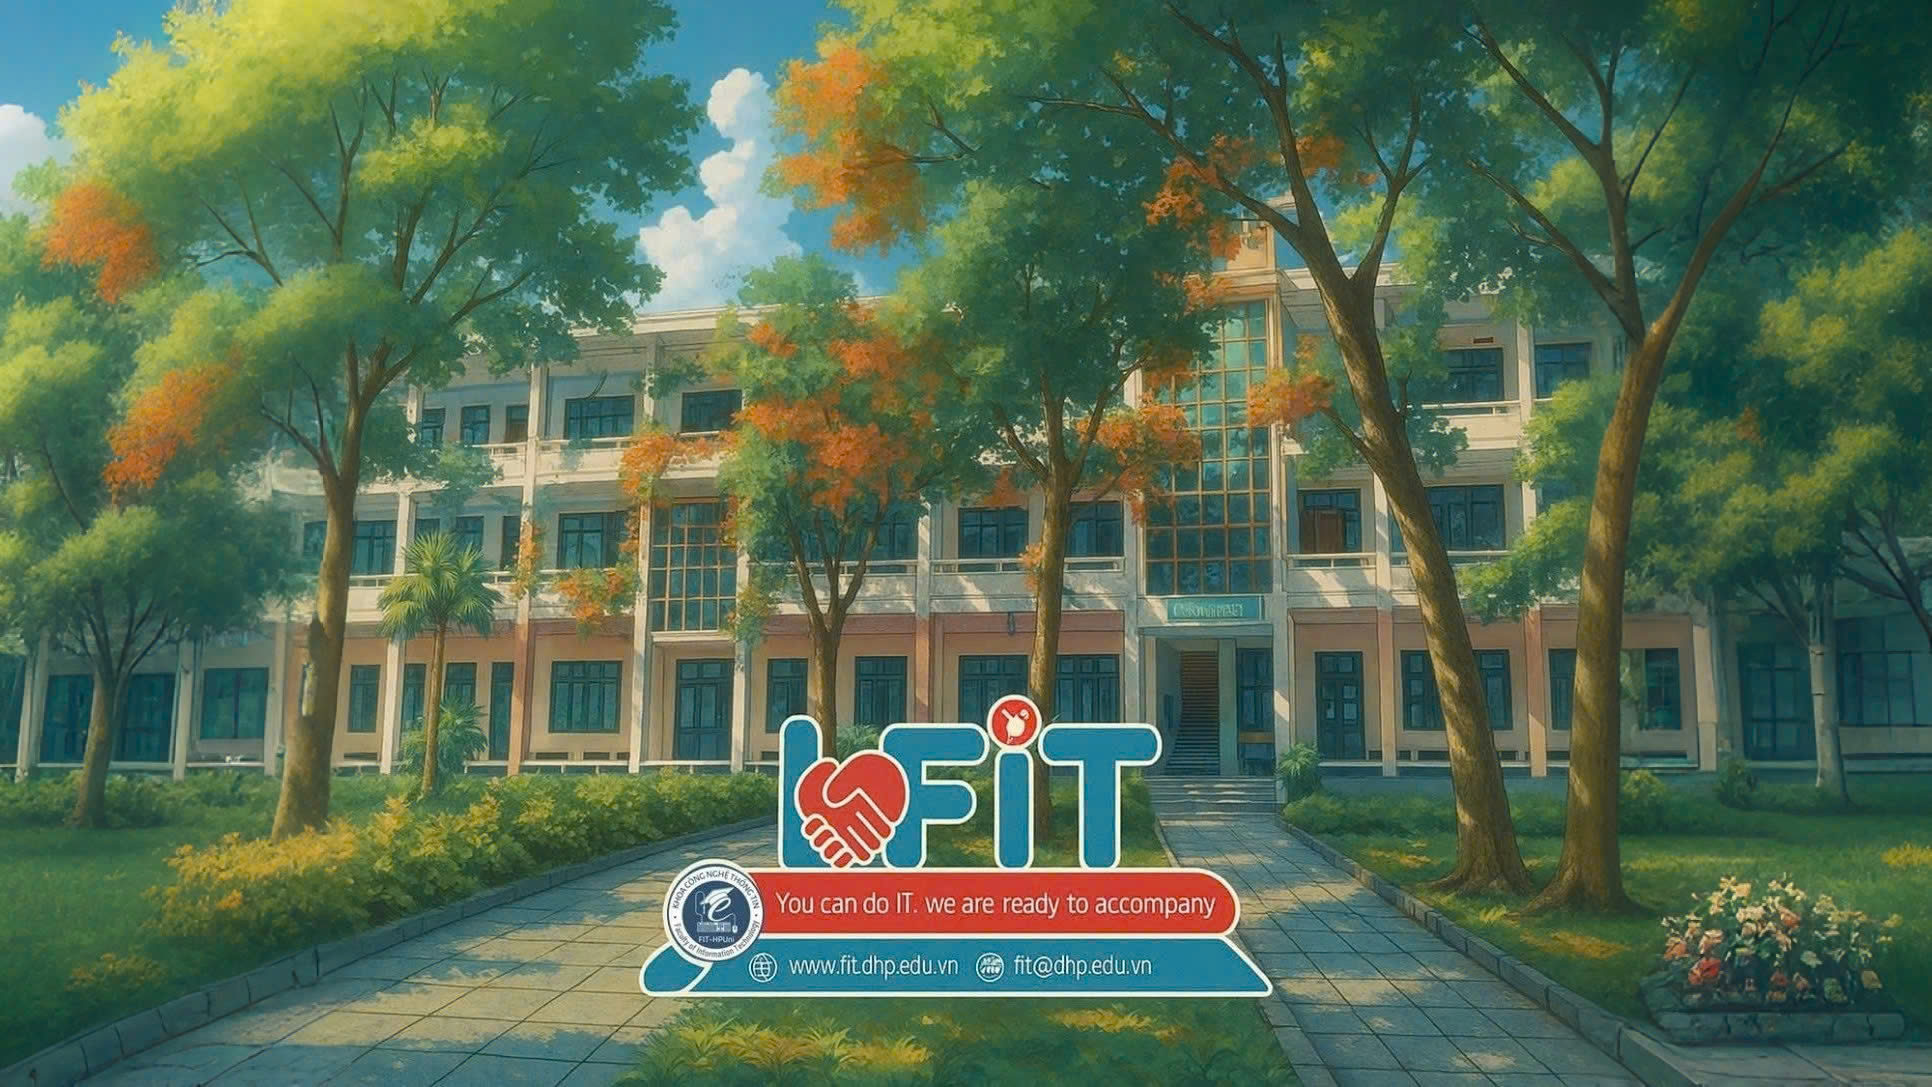 FiT
You can do IT. we are ready to accompany
KHOA CÔNG NGHỆ THÔNG TIN
FIT-HPUni
Faculty of Information Technology
www.fit.dhp.edu.vn fit@dhp.edu.vn